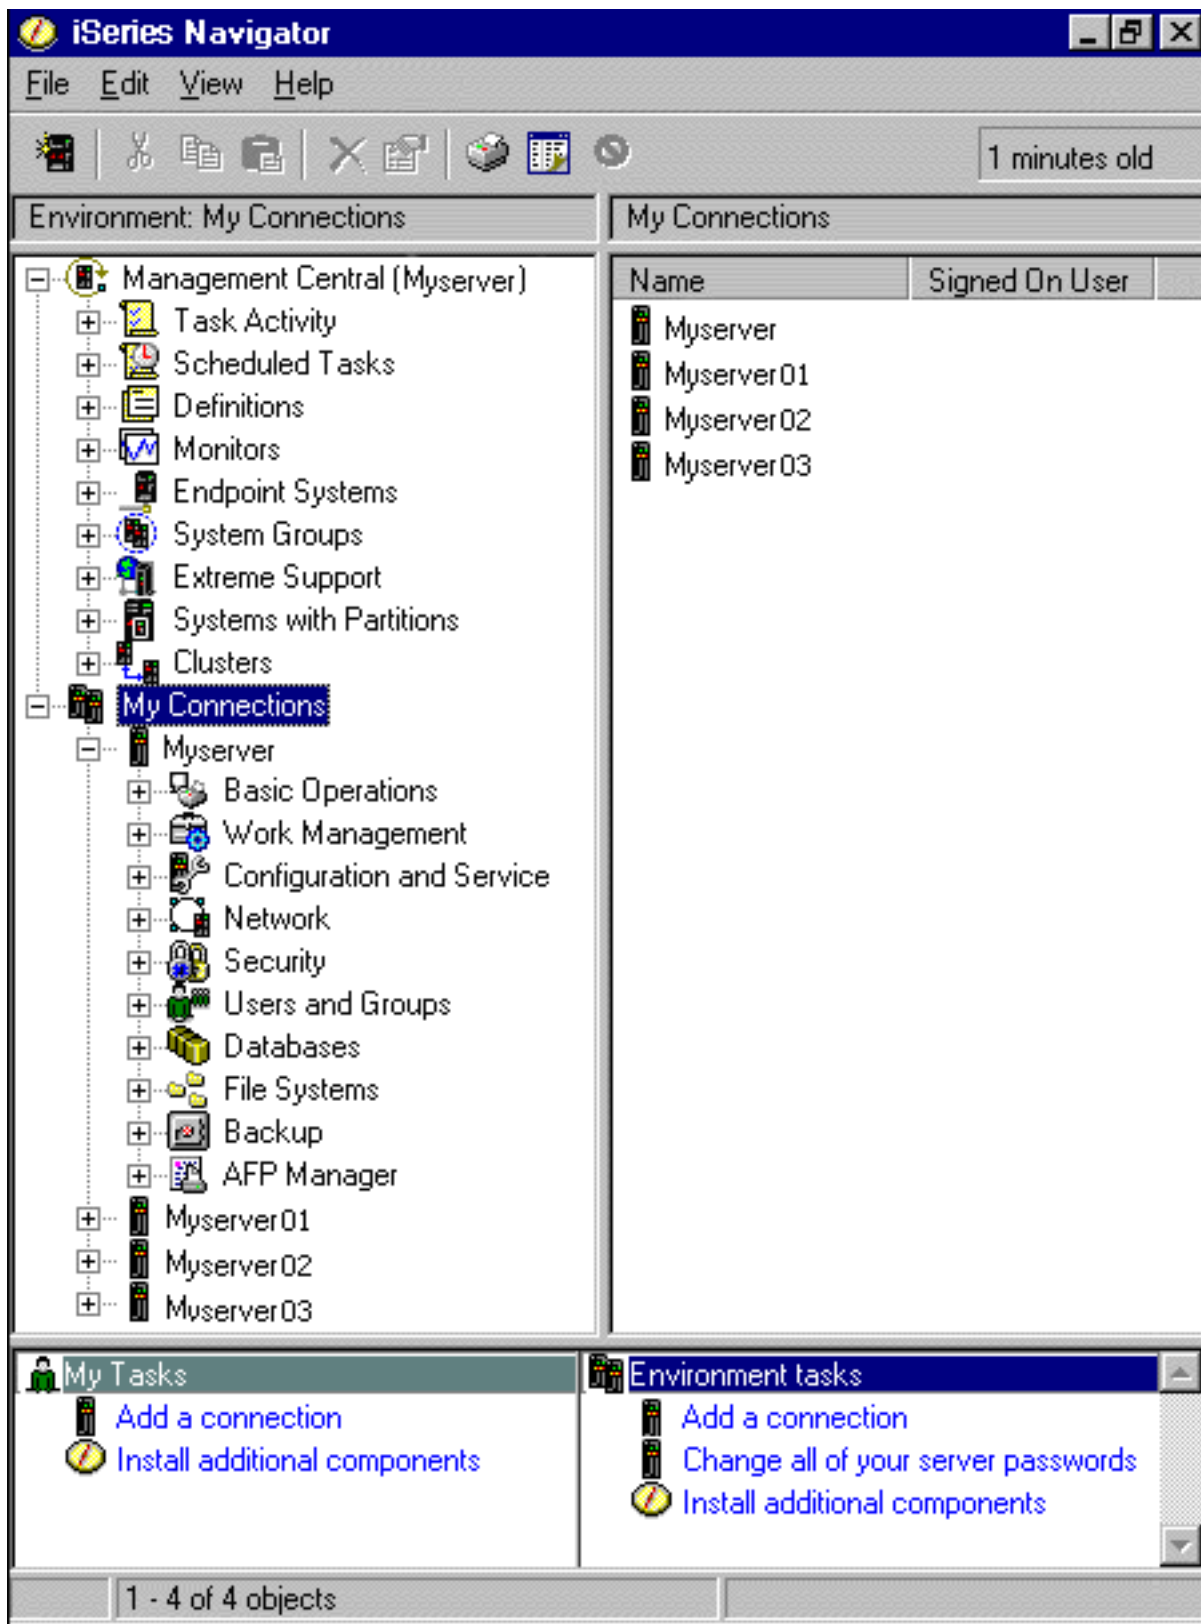 iSeries Navigator
File Edit View Help
1 minutes old
Environment: My Connections
My Connections
Management Central (Myserver)
Task Activity
Scheduled Tasks
Definitions
Monitors
Endpoint Systems
System Groups
Extreme Support
Systems with Partitions
Clusters
My Connections
Myserver
Basic Operations
Work Management
Configuration and Service
Network
Security
Users and Groups
Databases
File Systems
Backup
AFP Manager
Myserver01
Myserver02
Myserver03
Name Signed On User
Myserver
Myserver01
Myserver02
Myserver03
My Tasks
Add a connection
Install additional components
Environment tasks
Add a connection
Change all of your server passwords
Install additional components
1 - 4 of 4 objects